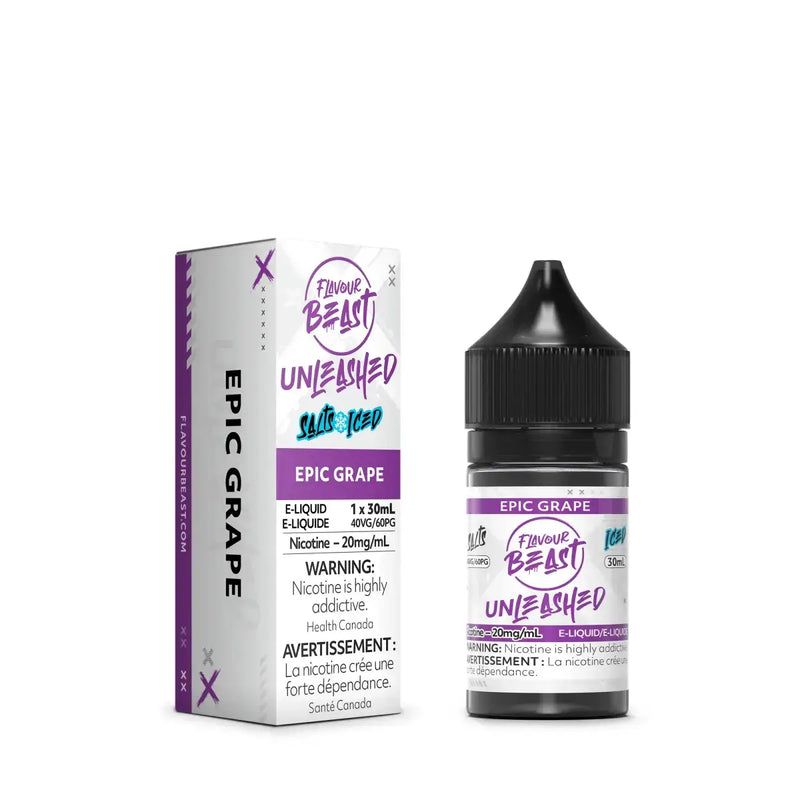 FLAVOURBEAST.COM
EPIC GRAPE
FLAVOUR
BEAST
UNLEASHED
SALTS ICED
EPIC GRAPE
E-LIQUID 1 x 30mL
E-LIQUIDE 40VG/60PG
Nicotine – 20mg/mL
WARNING:
Nicotine is highly
addictive.
Health Canada
AVERTISSEMENT :
La nicotine crée une
forte dépendance.
Santé Canada
EPIC GRAPE
FLAVOUR
BEAST
UNLEASHED
SALTS
ICED
30mL
– 20mg/mL E-LIQUID/E-LIQUIDE
WARNING: Nicotine is highly addictive
AVERTISSEMENT : La nicotine crée une
forte dépendance.